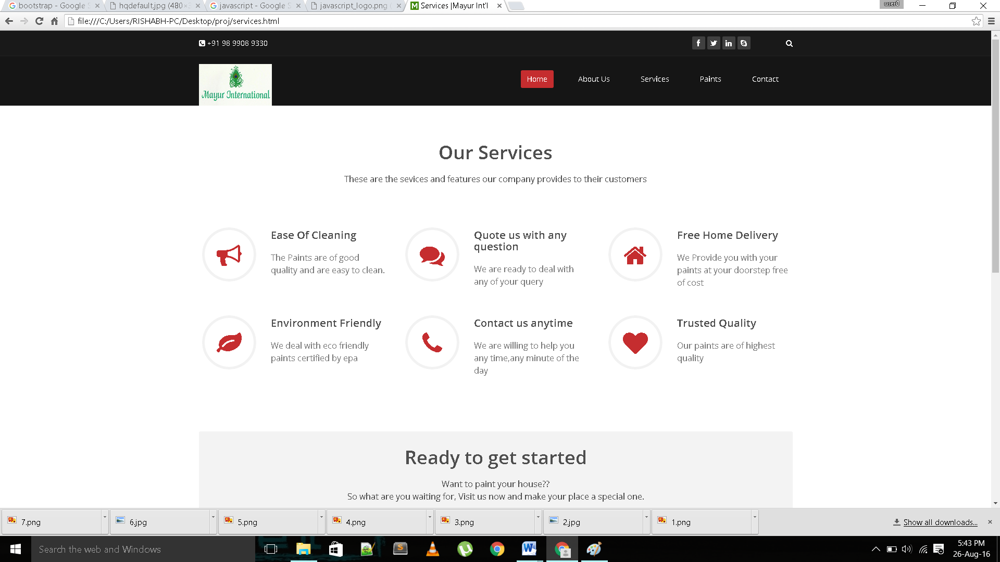 bootstrap - Google S
hqdefault.jpg (480×3
javascript - Google S
javascript_logo.png (
Services |Mayur Int'l
user0
file:///C:/Users/RISHABH-PC/Desktop/proj/services.html
+91 98 9908 9330
Mayur International
Home
About Us
Services
Paints
Contact
Our Services
These are the sevices and features our company provides to their customers
Ease Of Cleaning
The Paints are of good
quality and are easy to clean.
Quote us with any
question
We are ready to deal with
any of your query
Free Home Delivery
We Provide you with your
paints at your doorstep free
of cost
Environment Friendly
We deal with eco friendly
paints certified by epa
Contact us anytime
We are willing to help you
any time,any minute of the
day
Trusted Quality
Our paints are of highest
quality
Ready to get started
Want to paint your house??
So what are you waiting for, Visit us now and make your place a special one.
7.png
6.jpg
5.png
4.png
3.png
2.jpg
1.png
Show all downloads...
Search the web and Windows
5:43 PM
26-Aug-16